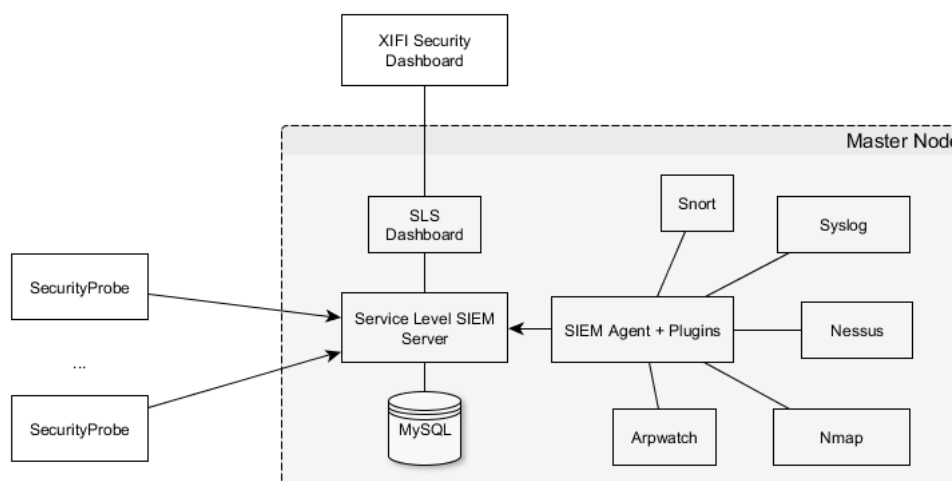 XIFI Security
Dashboard
Master Node
Snort
SLS
Dashboard
Syslog
SecurityProbe
Service Level SIEM
Server
SIEM Agent + Plugins
Nessus
...
SecurityProbe
MySQL
Arpwatch
Nmap